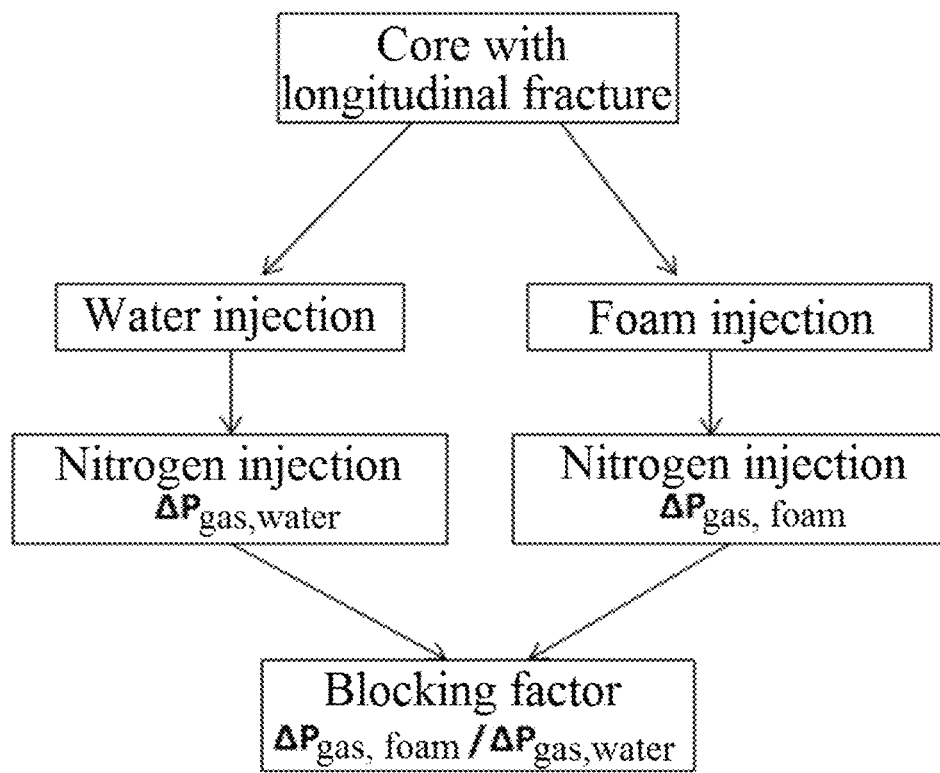 Core with
longitudinal fracture
Water injection
Foam injection
Nitrogen injection
ΔPgas,water
Nitrogen injection
ΔPgas, foam
Blocking factor
ΔPgas, foam / ΔPgas,water